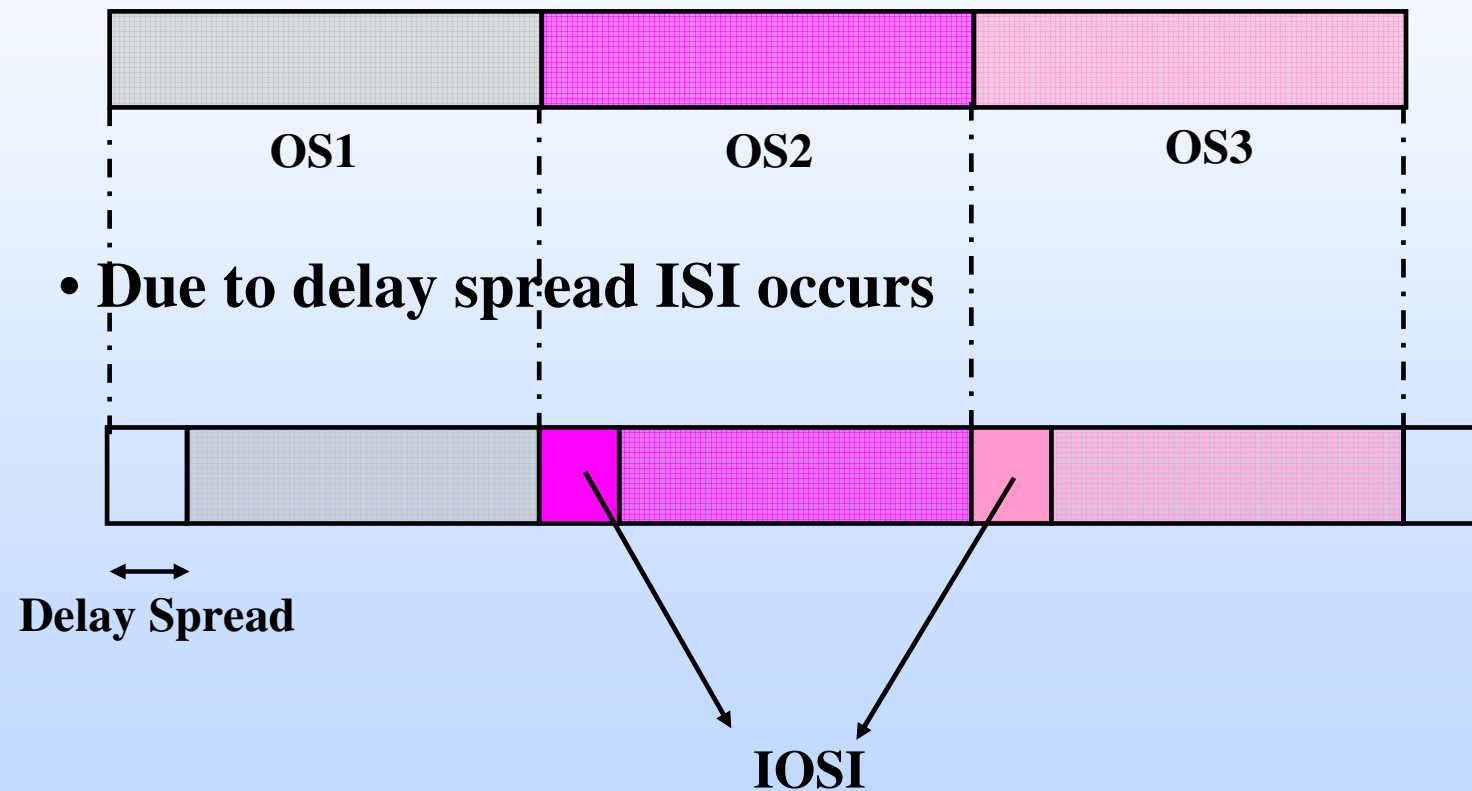 OS1 OS2 OS3
• Due to delay spread ISI occurs
Delay Spread
IOSI